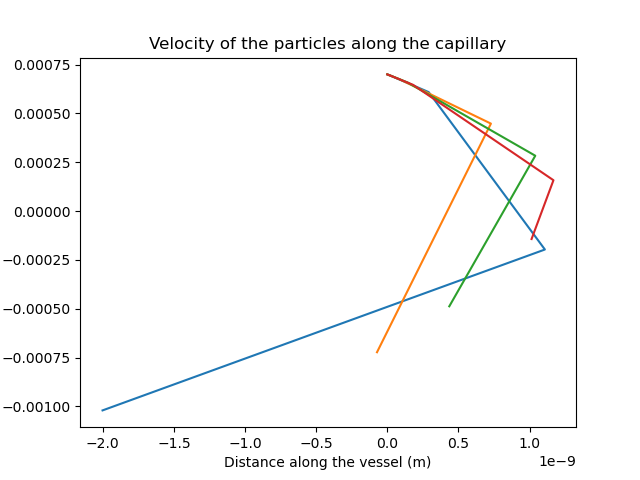 Velocity of the particles along the capillary
0.00075
0.00050
0.00025
0.00000
−0.00025
−0.00050
−0.00075
−0.00100
−2.0 −1.5 −1.0 −0.5 0.0 0.5 1.0
1e−9
Distance along the vessel (m)